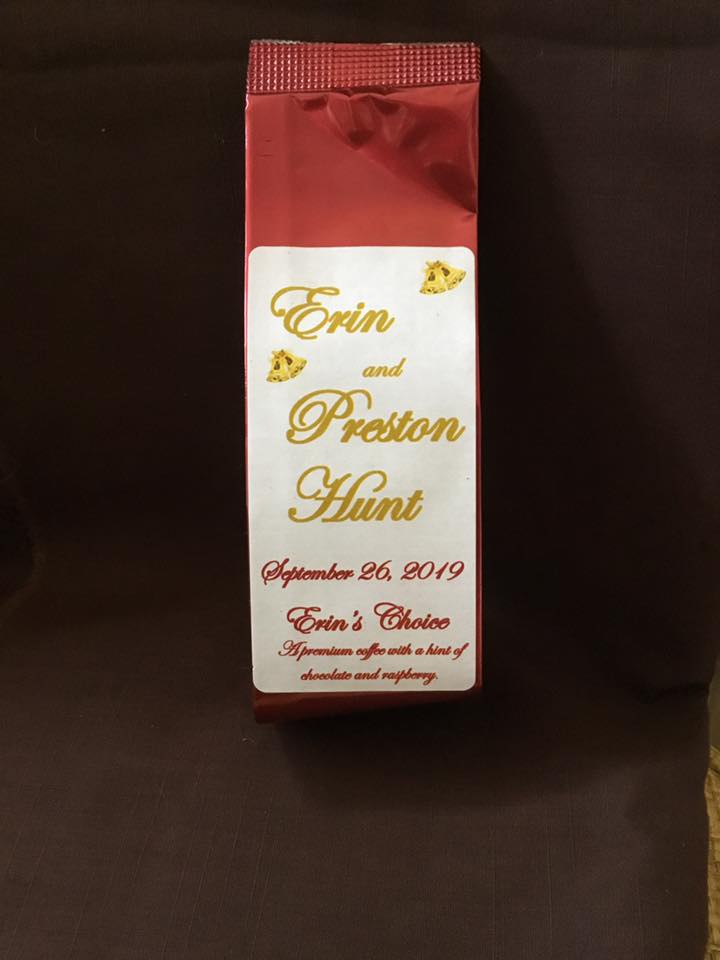 Erin
and
Preston
Hunt
September 26, 2019
Erin's Choice
A premium coffee with a hint of
chocolate and raspberry.